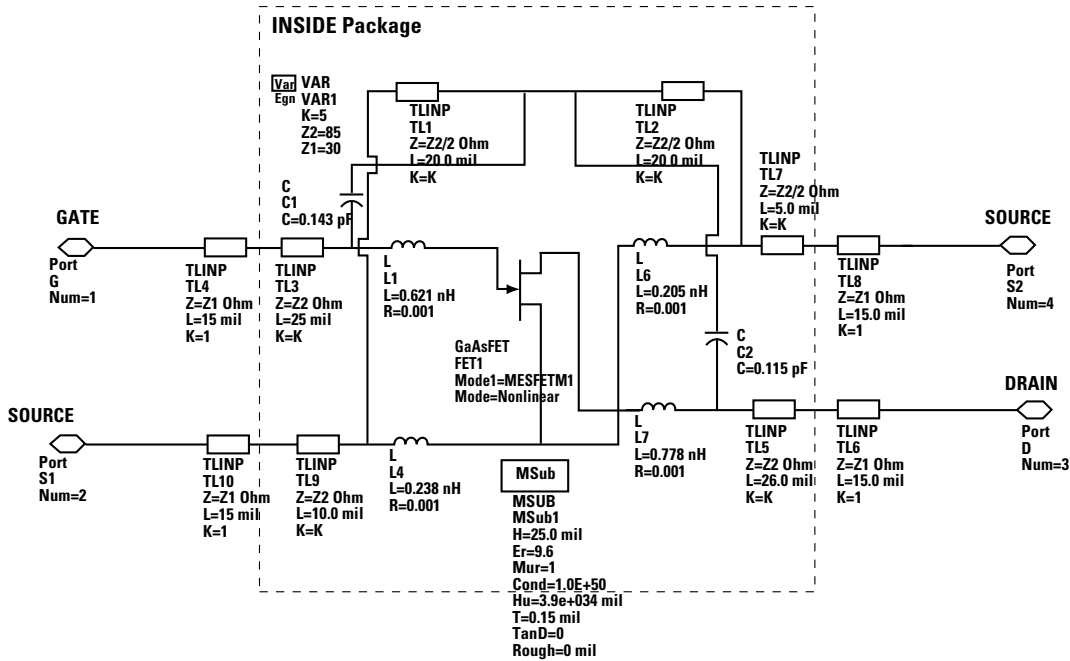 INSIDE Package
Var VAR
Egn VAR1
K=5
Z2=85
Z1=30
TLINP
TL1
Z=Z2/2 Ohm
L=20.0 mil
K=K
TLINP
TL2
Z=Z2/2 Ohm
L=20.0 mil
K=K
TLINP
TL7
Z=Z2/2 Ohm
L=5.0 mil
K=K
C
C1
C=0.143 pF
GATE
Port
G
Num=1
TLINP
TL4
Z=Z1 Ohm
L=15 mil
K=1
TLINP
TL3
Z=Z2 Ohm
L=25 mil
K=K
L
L1
L=0.621 nH
R=0.001
GaAsFET
FET1
Mode1=MESFETM1
Mode=Nonlinear
L
L6
L=0.205 nH
R=0.001
TLINP
TL8
Z=Z1 Ohm
L=15.0 mil
K=1
SOURCE
Port
S2
Num=4
C
C2
C=0.115 pF
SOURCE
Port
S1
Num=2
TLINP
TL10
Z=Z1 Ohm
L=15 mil
K=1
TLINP
TL9
Z=Z2 Ohm
L=10.0 mil
K=K
L
L4
L=0.238 nH
R=0.001
MSub
MSUB
MSub1
H=25.0 mil
Er=9.6
Mur=1
Cond=1.0E+50
Hu=3.9e+034 mil
T=0.15 mil
TanD=0
Rough=0 mil
L
L7
L=0.778 nH
R=0.001
TLINP
TL5
Z=Z2 Ohm
L=26.0 mil
K=K
TLINP
TL6
Z=Z1 Ohm
L=15.0 mil
K=1
DRAIN
Port
D
Num=3